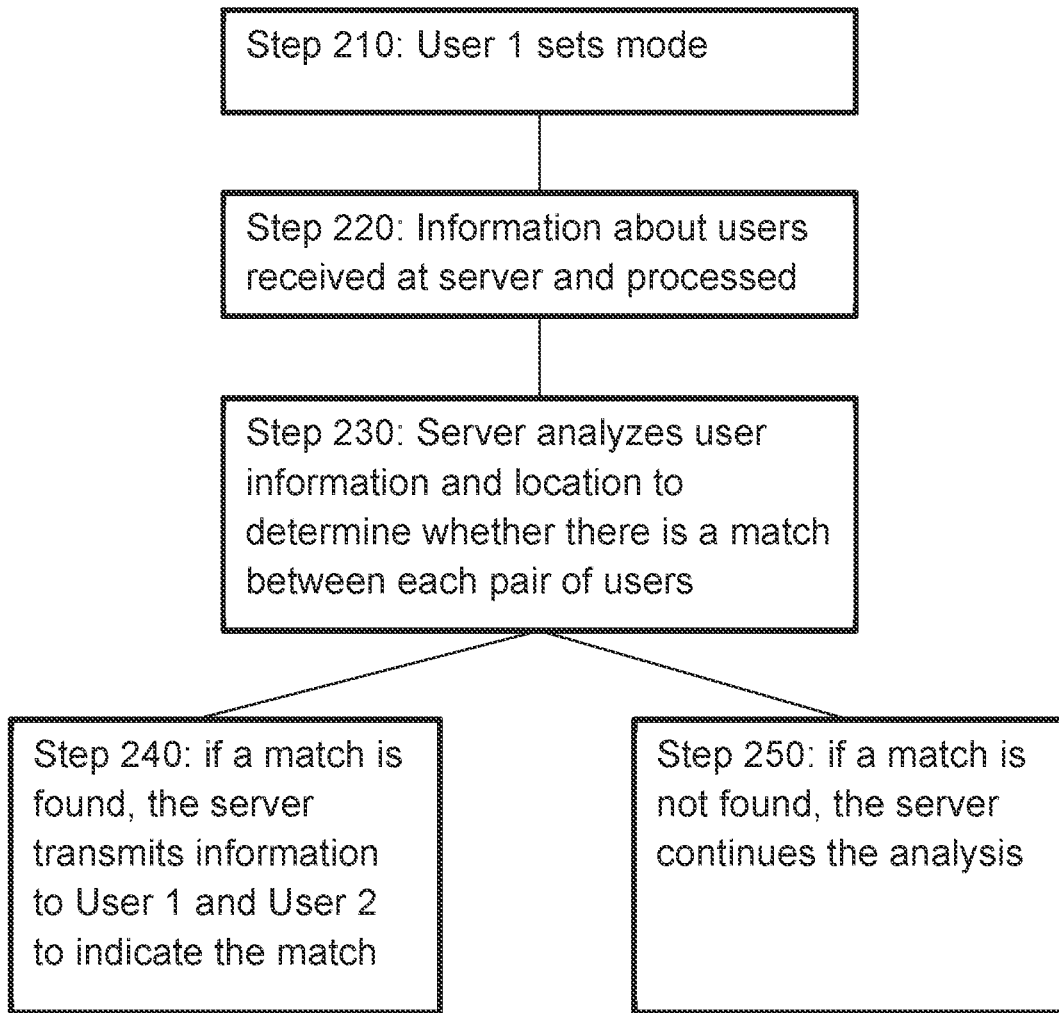 Step 210: User 1 sets mode
Step 220: Information about users
received at server and processed
Step 230: Server analyzes user
information and location to
determine whether there is a match
between each pair of users
Step 240: if a match is
found, the server
transmits information
to User 1 and User 2
to indicate the match
Step 250: if a match is
not found, the server
continues the analysis